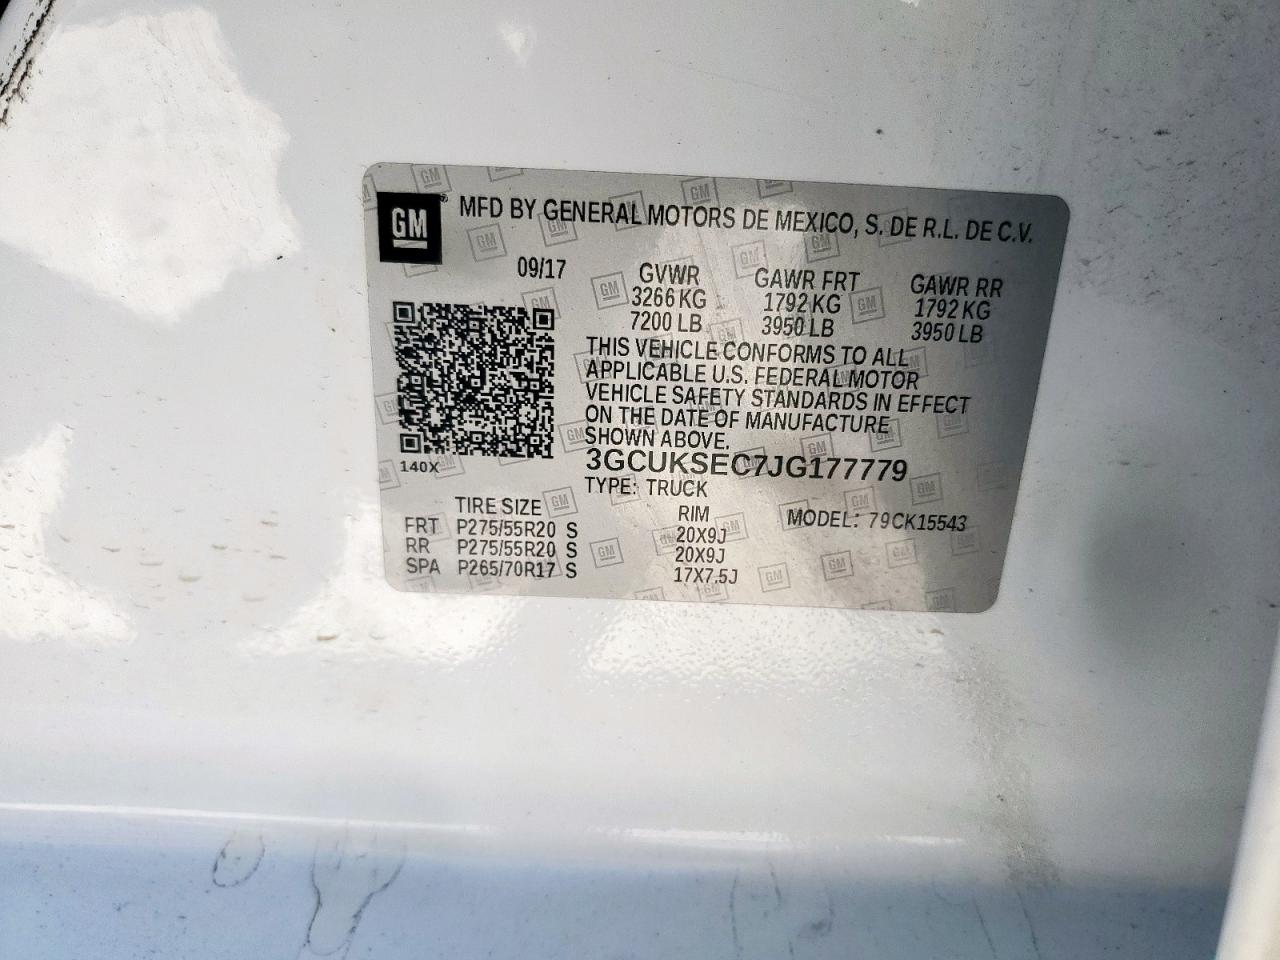 GM ® MFD BY GENERAL MOTORS DE MEXICO, S. DE R.L. DE C.V.
09/17 GVWR GAWR FRT GAWR RR
3266 KG 1792 KG 1792 KG
7200 LB 3950 LB 3950 LB
THIS VEHICLE CONFORMS TO ALL
APPLICABLE U.S. FEDERAL MOTOR
VEHICLE SAFETY STANDARDS IN EFFECT
ON THE DATE OF MANUFACTURE
SHOWN ABOVE.
140X 3GCUKSEC7JG177779
TYPE: TRUCK
TIRE SIZE RIM MODEL: 79CK15543
FRT P275/55R20 S 20X9J
RR P275/55R20 S 20X9J
SPA P265/70R17 S 17X7.5J